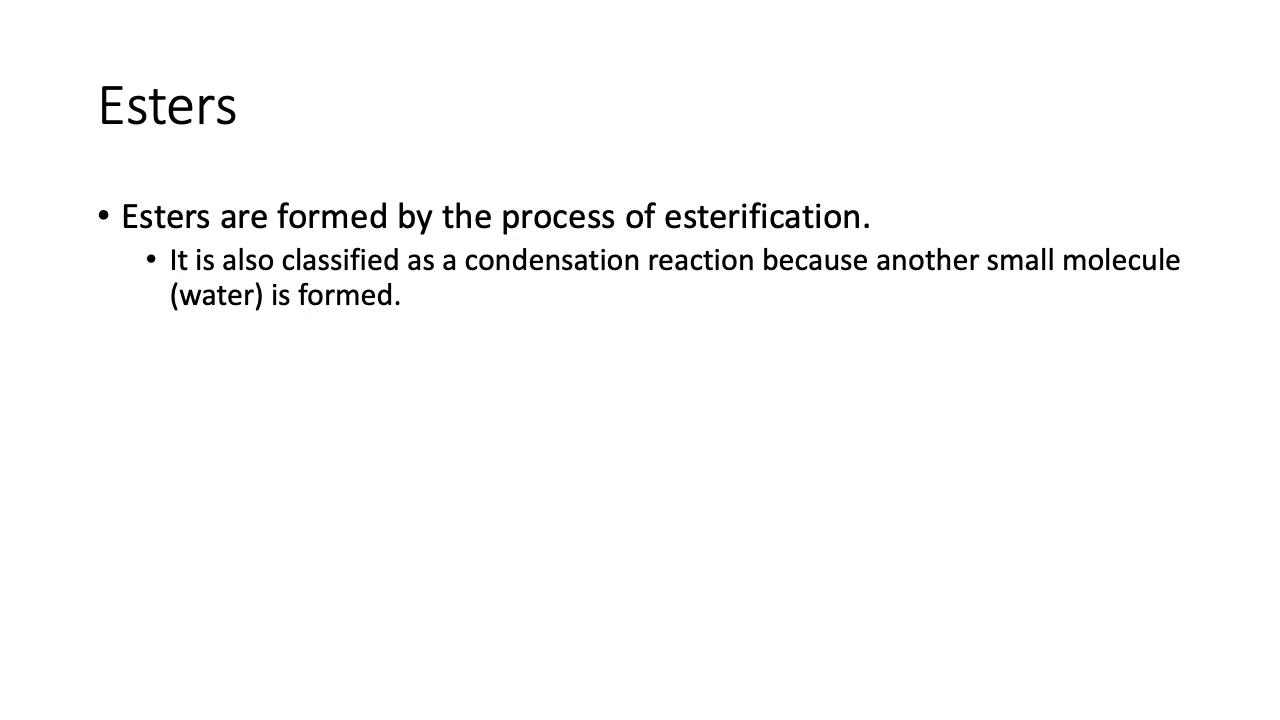 Esters
• Esters are formed by the process of esterification.
• It is also classified as a condensation reaction because another small molecule
(water) is formed.